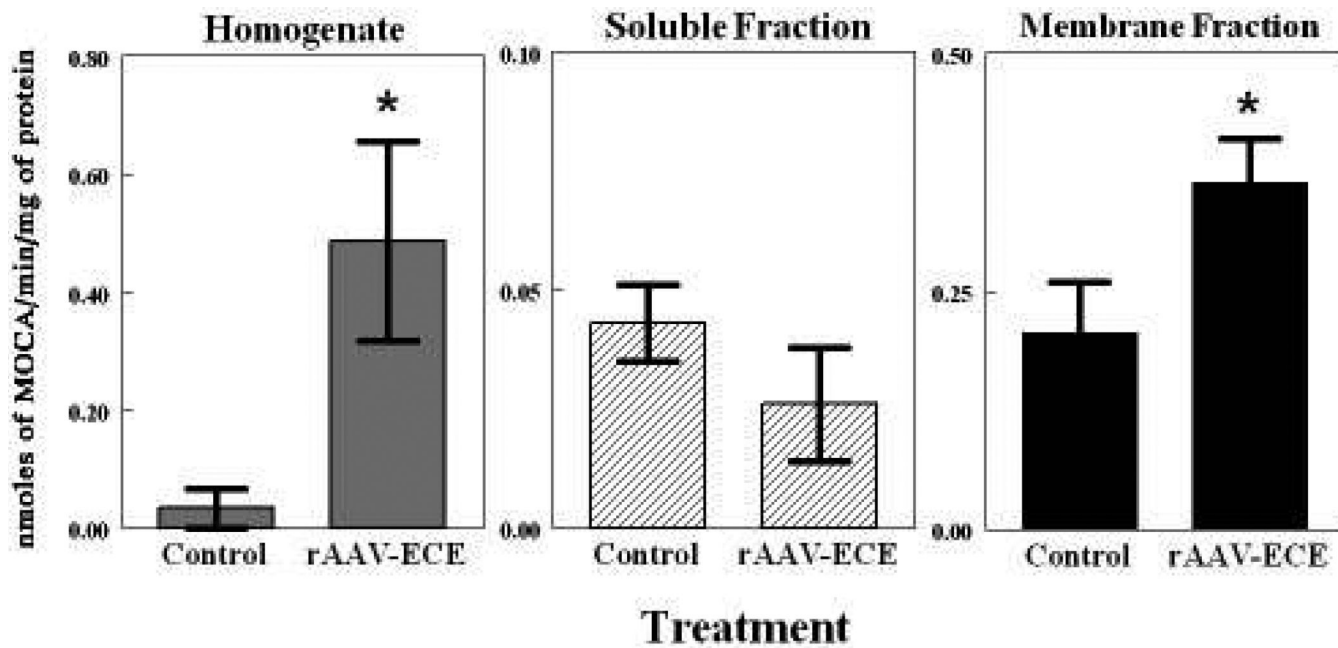 Homogenate
Soluble Fraction
Membrane Fraction
nmoles of MOCA/min/mg of protein
0.80
0.60
0.40
0.20
0.00
*
Control
rAAV-ECE
0.10
0.05
0.00
Control
rAAV-ECE
0.50
0.25
0.00
*
Control
rAAV-ECE
Treatment